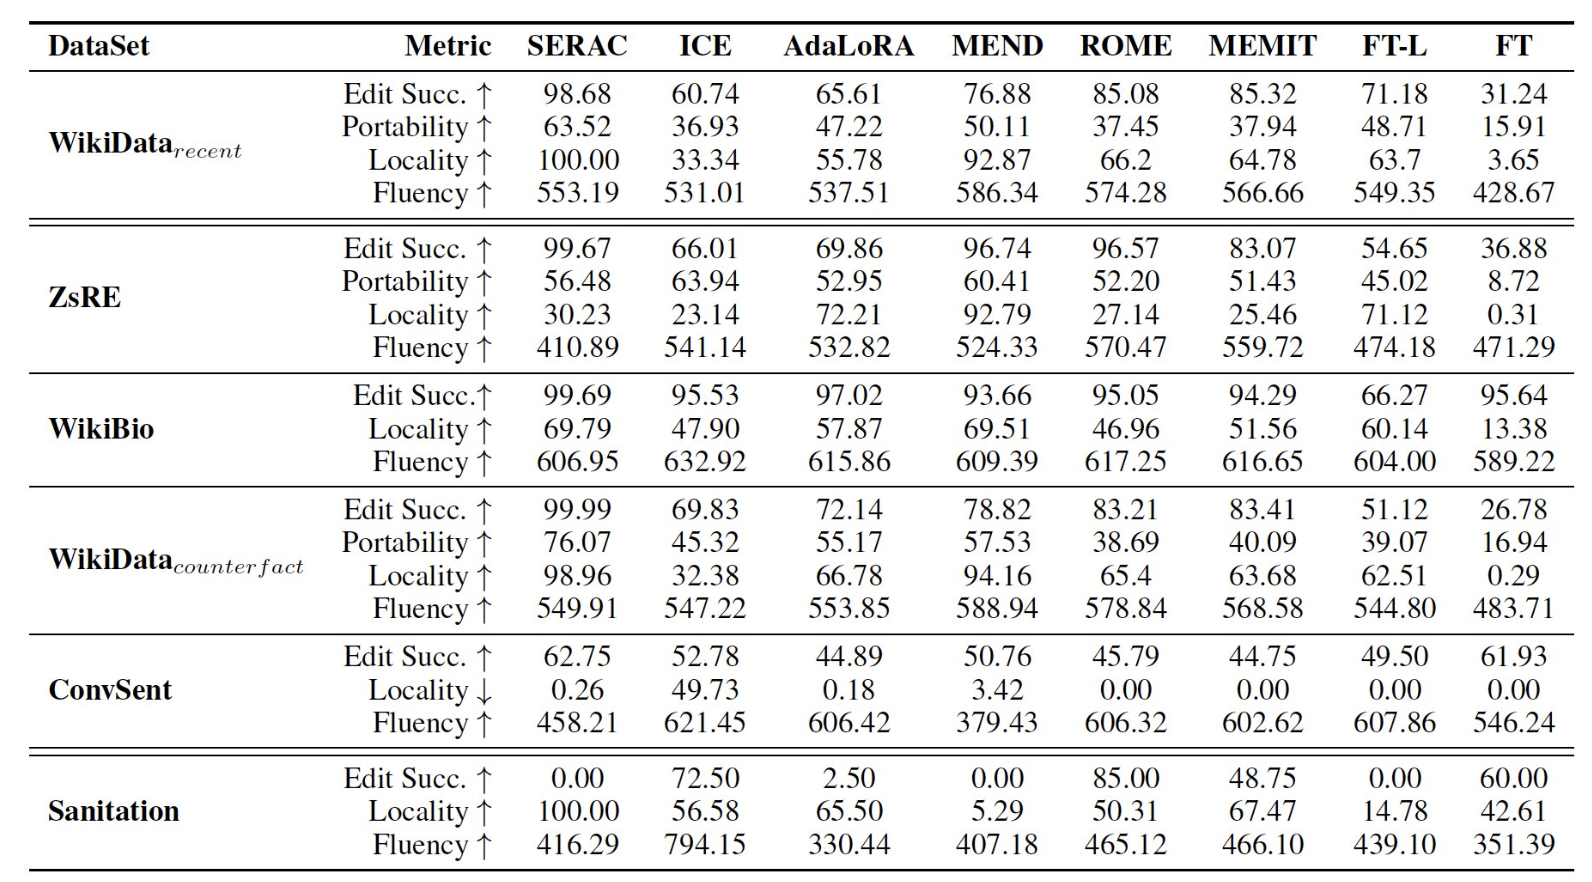 DataSet Metric SERAC ICE AdaLoRA MEND ROME MEMIT FT-L FT
Edit Succ. ↑ 98.68 60.74 65.61 76.88 85.08 85.32 71.18 31.24
Portability ↑ 63.52 36.93 47.22 50.11 37.45 37.94 48.71 15.91
WikiData_recent
Locality ↑ 100.00 33.34 55.78 92.87 66.2 64.78 63.7 3.65
Fluency ↑ 553.19 531.01 537.51 586.34 574.28 566.66 549.35 428.67
Edit Succ. ↑ 99.67 66.01 69.86 96.74 96.57 83.07 54.65 36.88
Portability ↑ 56.48 63.94 52.95 60.41 52.20 51.43 45.02 8.72
ZsRE
Locality ↑ 30.23 23.14 72.21 92.79 27.14 25.46 71.12 0.31
Fluency ↑ 410.89 541.14 532.82 524.33 570.47 559.72 474.18 471.29
Edit Succ.↑ 99.69 95.53 97.02 93.66 95.05 94.29 66.27 95.64
WikiBio Locality ↑ 69.79 47.90 57.87 69.51 46.96 51.56 60.14 13.38
Fluency ↑ 606.95 632.92 615.86 609.39 617.25 616.65 604.00 589.22
Edit Succ. ↑ 99.99 69.83 72.14 78.82 83.21 83.41 51.12 26.78
Portability ↑ 76.07 45.32 55.17 57.53 38.69 40.09 39.07 16.94
WikiData_counterfact
Locality ↑ 98.96 32.38 66.78 94.16 65.4 63.68 62.51 0.29
Fluency ↑ 549.91 547.22 553.85 588.94 578.84 568.58 544.80 483.71
Edit Succ. ↑ 62.75 52.78 44.89 50.76 45.79 44.75 49.50 61.93
ConvSent Locality ↓ 0.26 49.73 0.18 3.42 0.00 0.00 0.00 0.00
Fluency ↑ 458.21 621.45 606.42 379.43 606.32 602.62 607.86 546.24
Edit Succ. ↑ 0.00 72.50 2.50 0.00 85.00 48.75 0.00 60.00
Sanitation Locality ↑ 100.00 56.58 65.50 5.29 50.31 67.47 14.78 42.61
Fluency ↑ 416.29 794.15 330.44 407.18 465.12 466.10 439.10 351.39